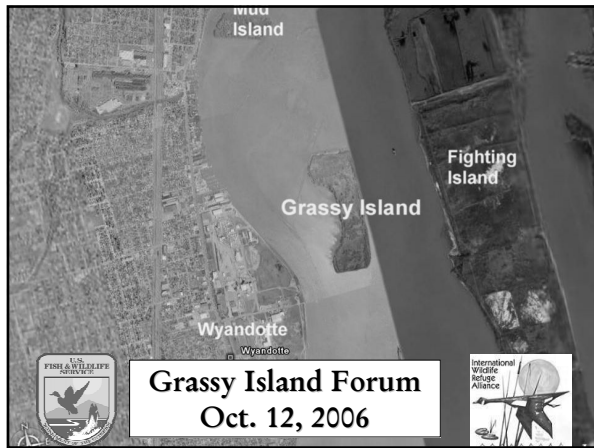 Mud
Island
Fighting
Island
Grassy Island
Wyandotte
Wyandotte
U.S.
FISH & WILDLIFE
SERVICE
Grassy Island Forum
Oct. 12, 2006
International
Wildlife
Refuge
Alliance